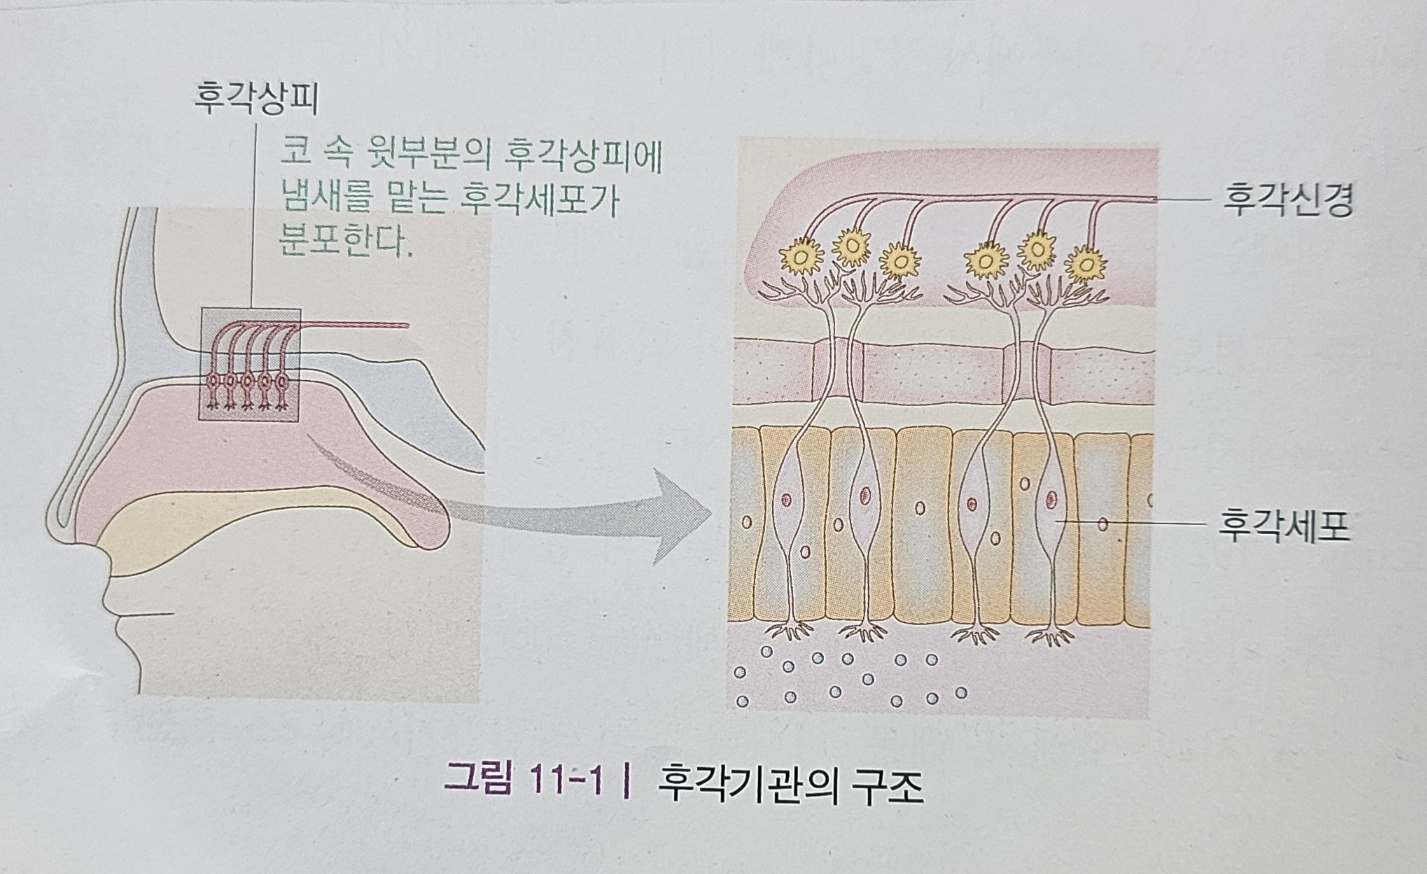 후각상피
코 속 윗부분의 후각상피에
냄새를 맡는 후각세포가
분포한다.
후각신경
후각세포
그림 11-1 | 후각기관의 구조